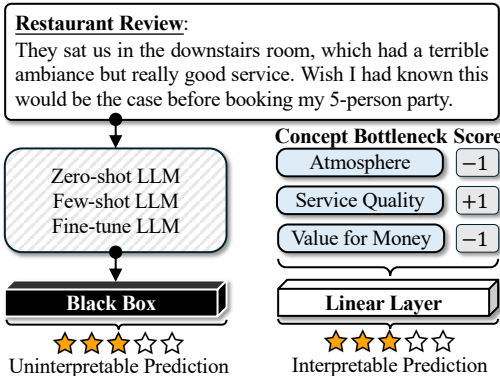 Restaurant Review:
They sat us in the downstairs room, which had a terrible
ambiance but really good service. Wish I had known this
would be the case before booking my 5-person party.
Zero-shot LLM
Few-shot LLM
Fine-tune LLM
Black Box
Uninterpretable Prediction
Concept Bottleneck Score
Atmosphere −1
Service Quality +1
Value for Money −1
Linear Layer
Interpretable Prediction